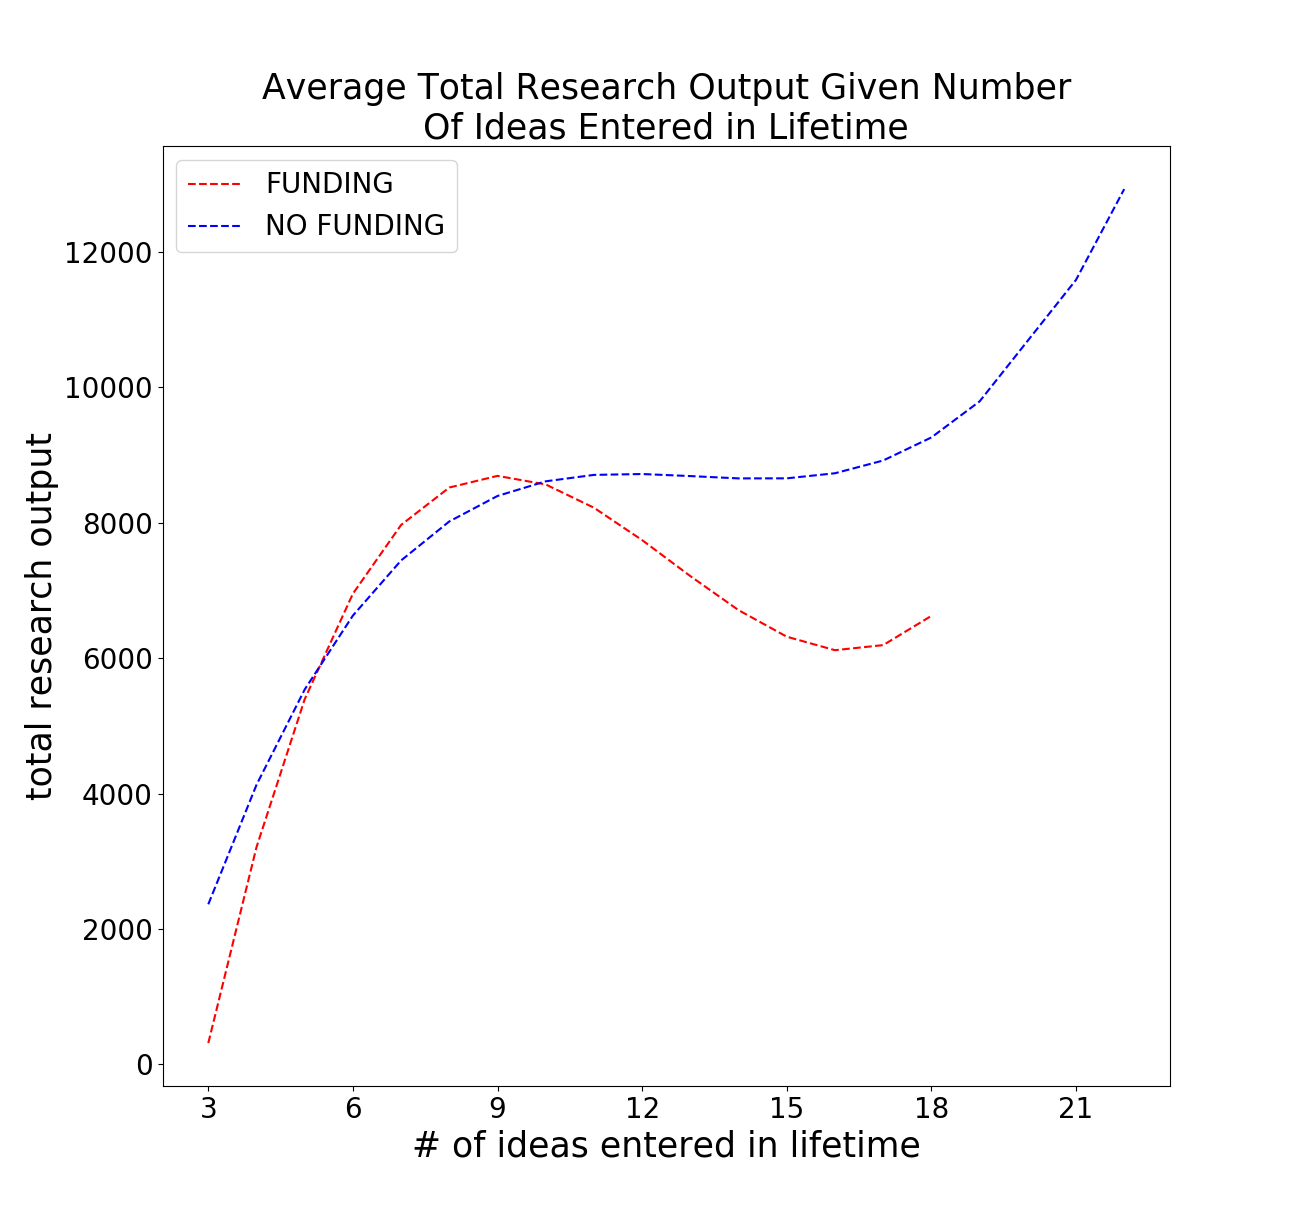 Average Total Research Output Given Number
Of Ideas Entered in Lifetime
FUNDING
NO FUNDING
total research output
12000
10000
8000
6000
4000
2000
0
3 6 9 12 15 18 21
# of ideas entered in lifetime